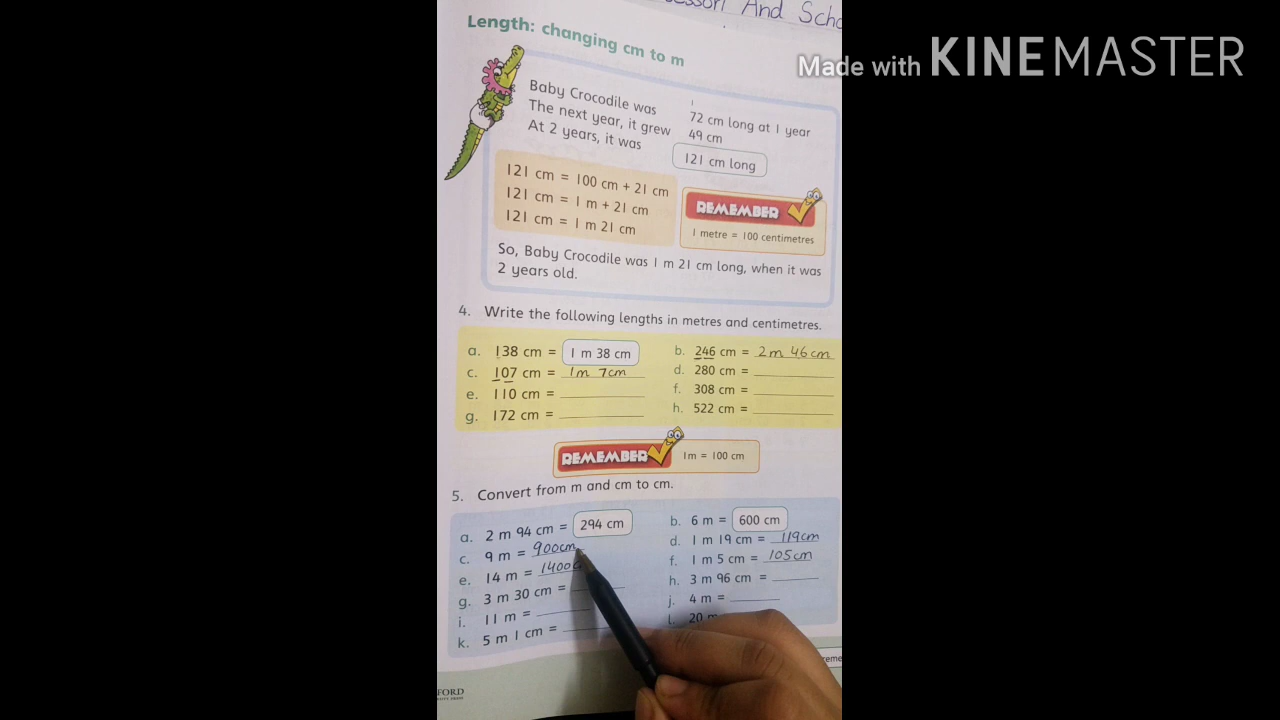 And Scho
Made with KINEMASTER
Length: changing cm to m
Baby Crocodile was 72 cm long at 1 year
The next year, it grew 49 cm
At 2 years, it was 121 cm long
121 cm = 100 cm + 21 cm
121 cm = 1 m + 21 cm
121 cm = 1 m 21 cm
REMEMBER
1 metre = 100 centimetres
So, Baby Crocodile was 1 m 21 cm long, when it was
2 years old.
4. Write the following lengths in metres and centimetres.
a. 138 cm = 1 m 38 cm
b. 246 cm = 2m 46cm
c. 107 cm = 1m 7cm
d. 280 cm =
e. 110 cm =
f. 308 cm =
g. 172 cm =
h. 522 cm =
REMEMBER 1m = 100 cm
5. Convert from m and cm to cm.
a. 2 m 94 cm = 294 cm
b. 6 m = 600 cm
c. 9 m = 900cm
d. 1 m 19 cm = 119cm
e. 14 m = 1400c
f. 1 m 5 cm = 105cm
g. 3 m 30 cm =
h. 3 m 96 cm =
i. 11 m =
j. 4 m =
k. 5 m 1 cm =
l. 20 m
FORD